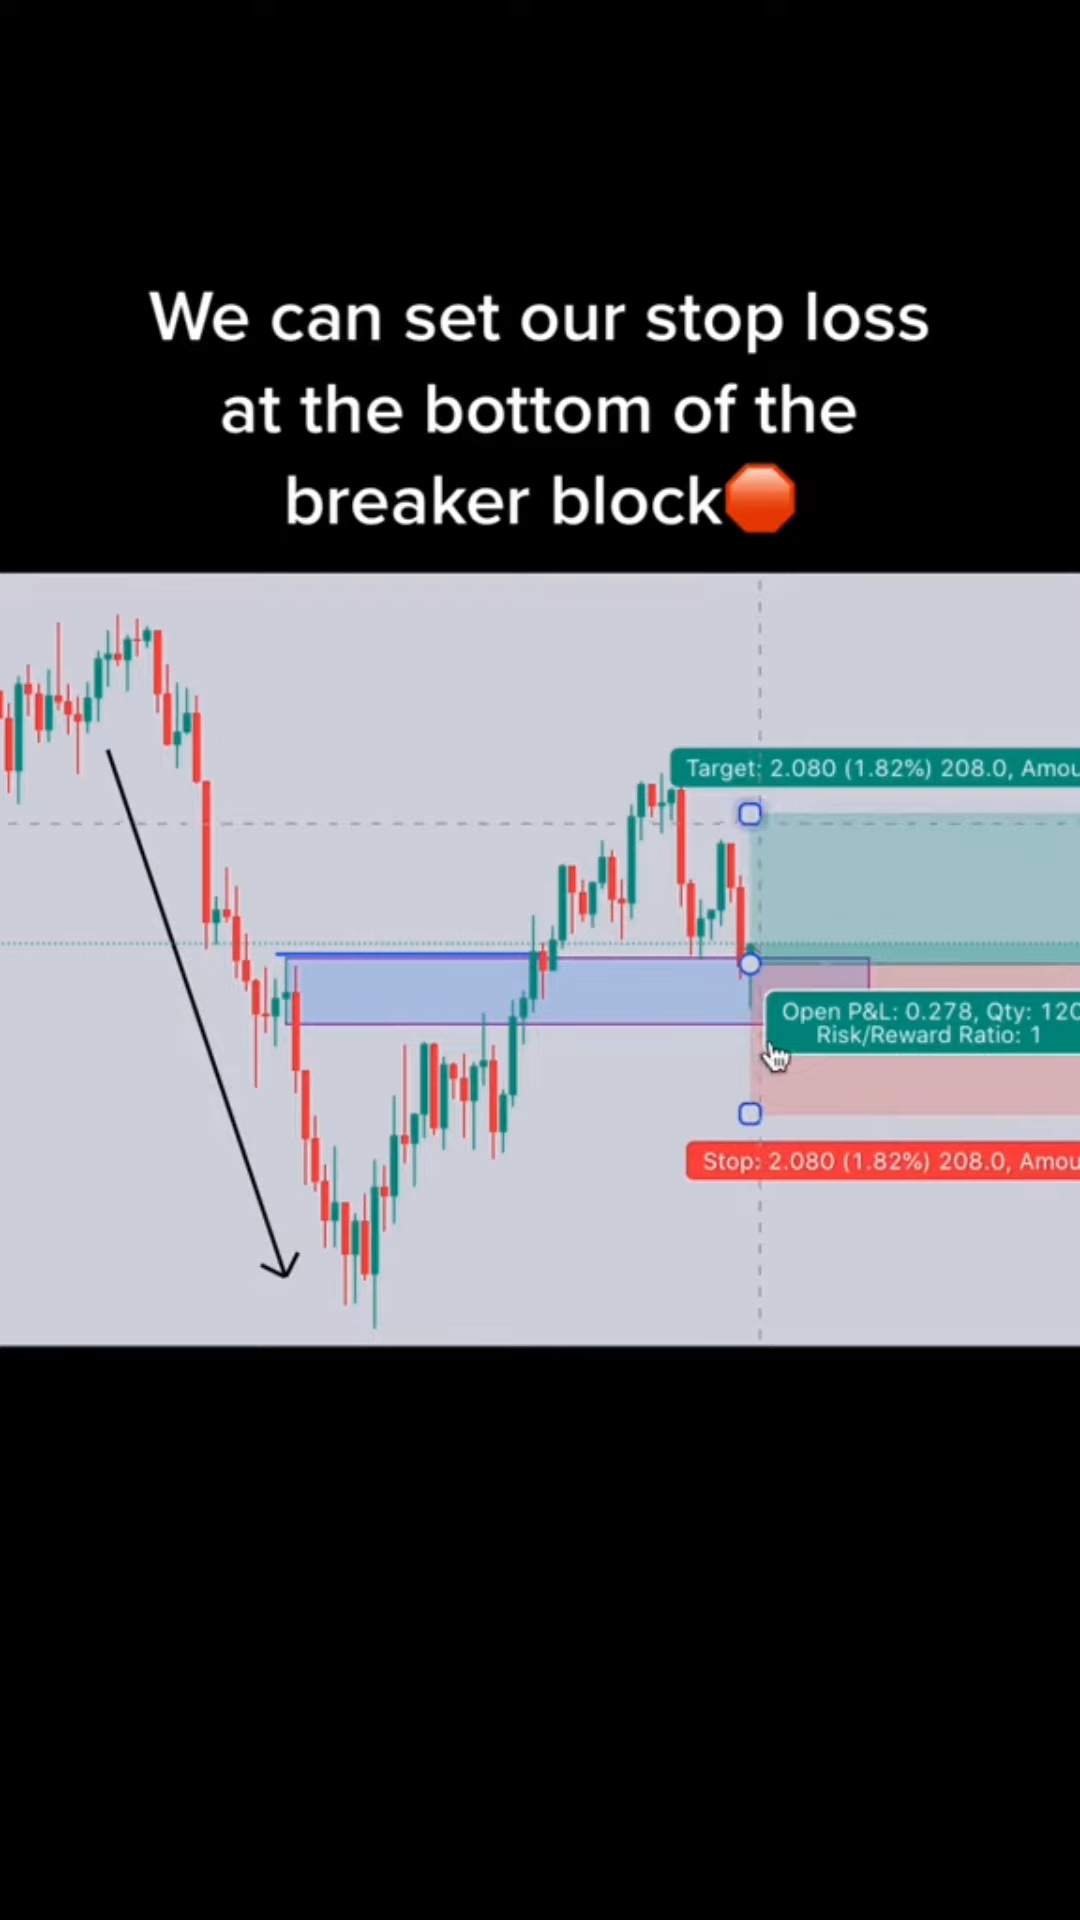 We can set our stop loss
at the bottom of the
breaker block🛑
Target: 2.080 (1.82%) 208.0, Amou
Open P&L: 0.278, Qty: 120
Risk/Reward Ratio: 1
Stop: 2.080 (1.82%) 208.0, Amou